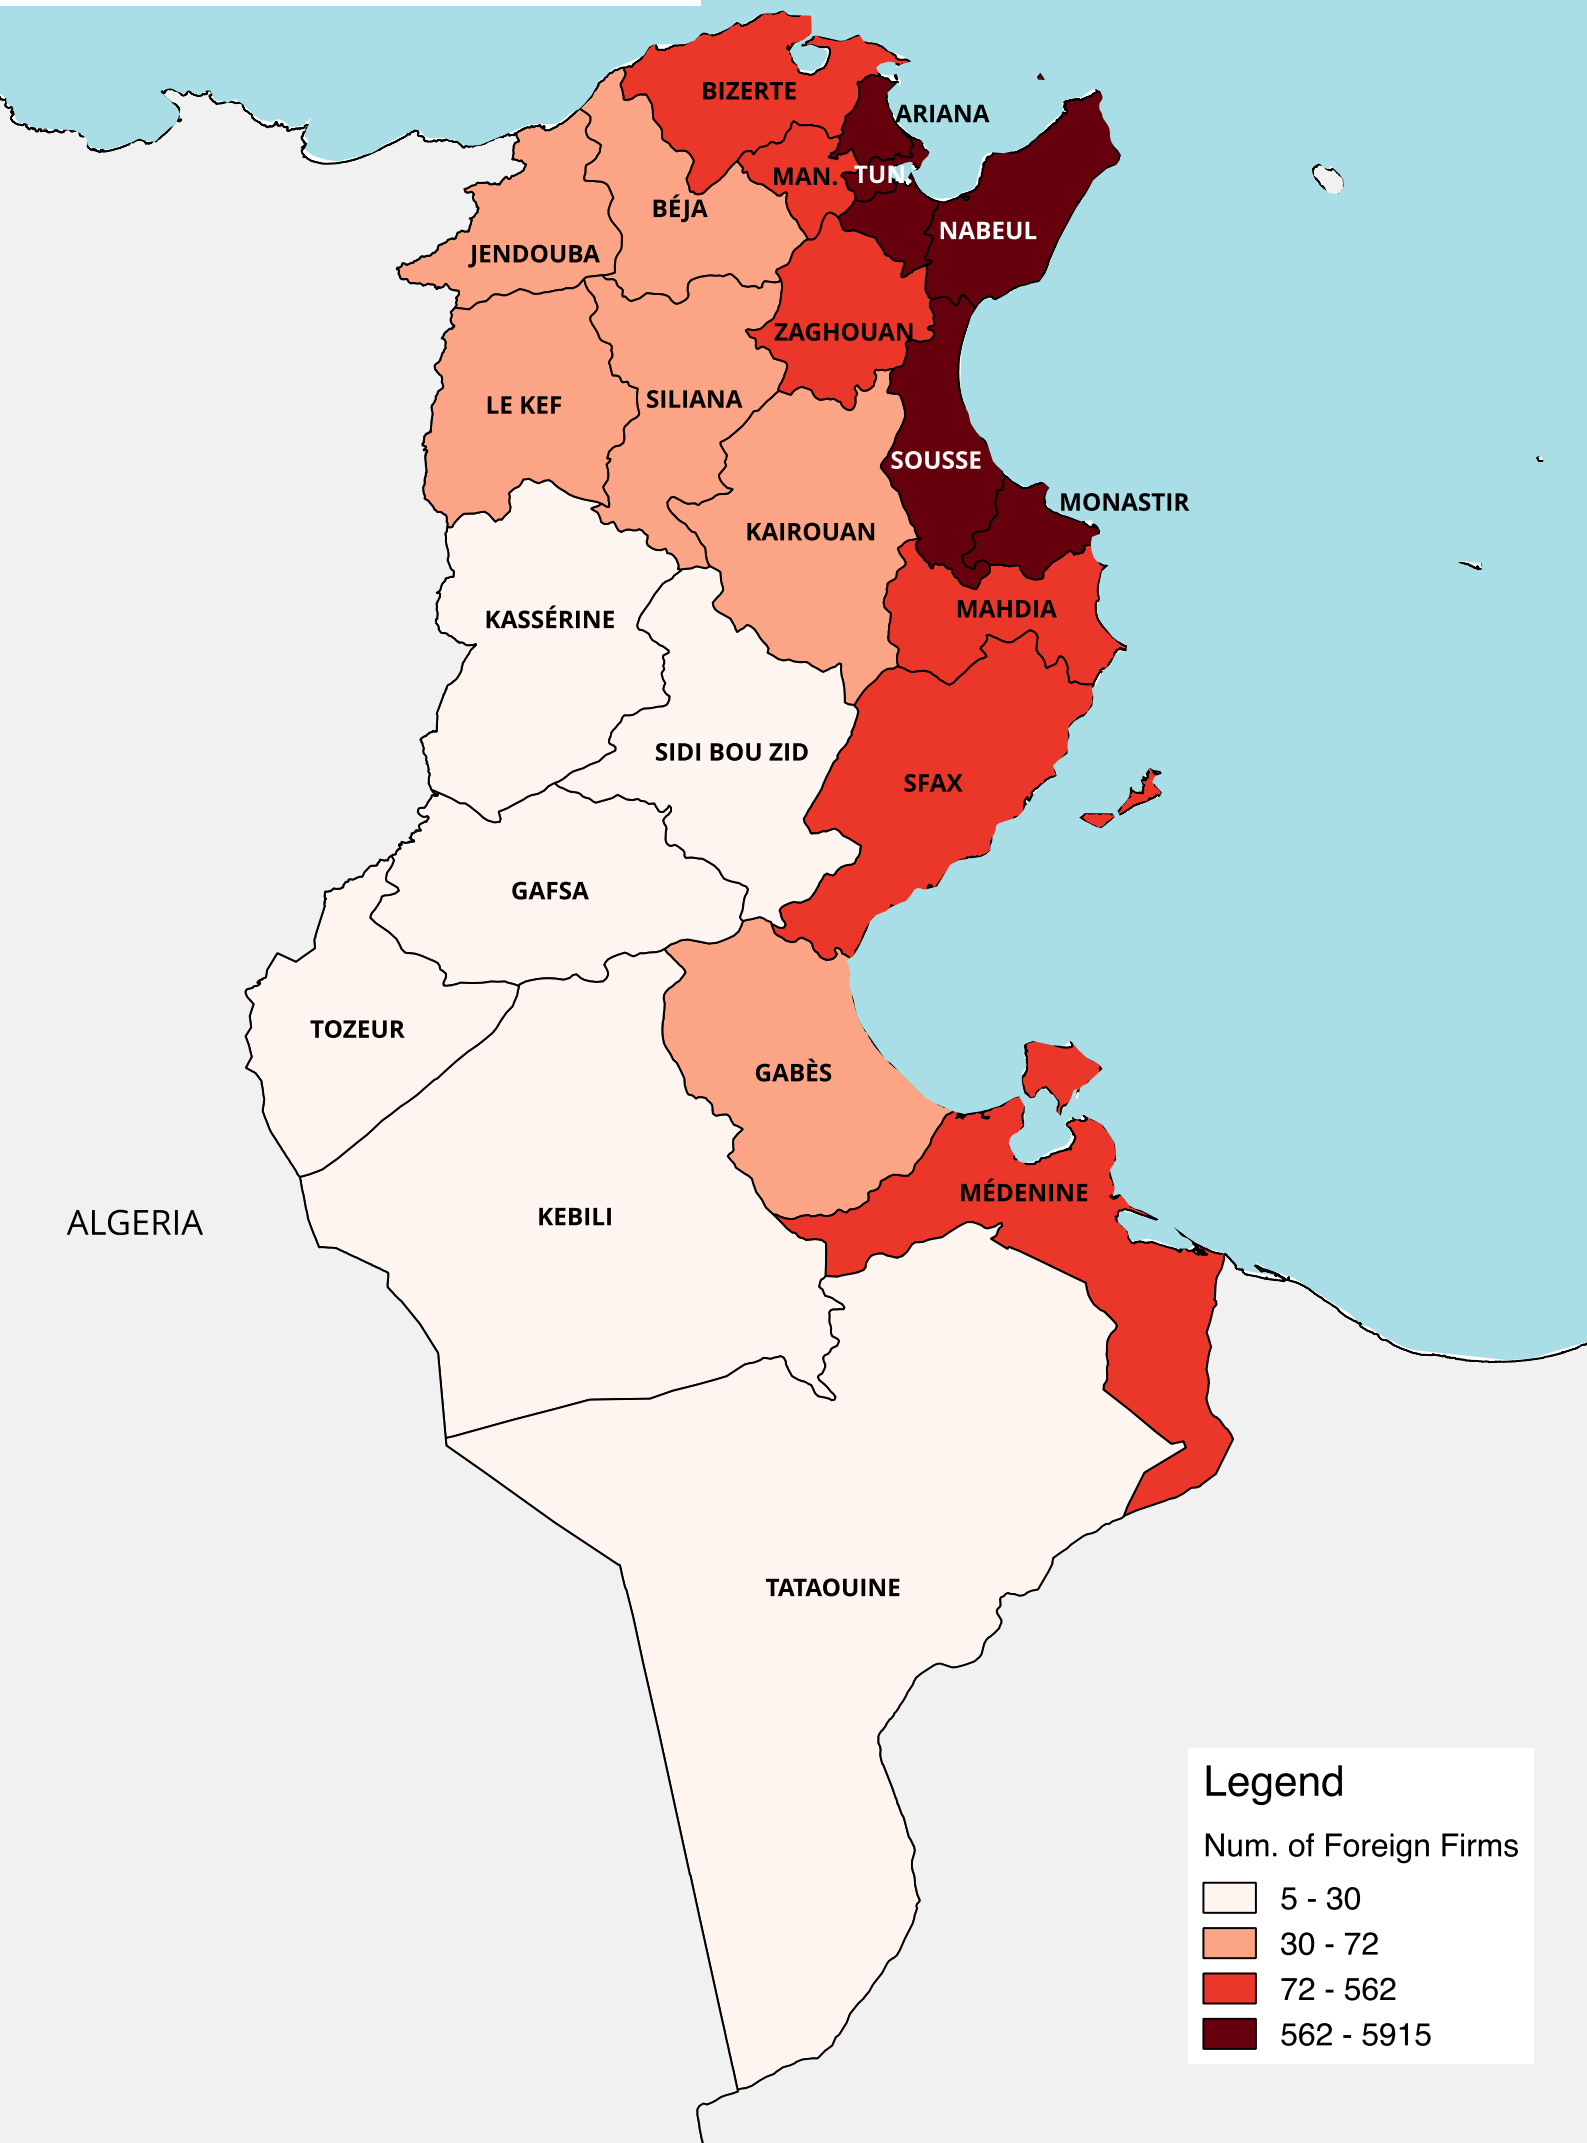 BIZERTE
ARIANA
MAN.
TUN.
BÉJA
NABEUL
JENDOUBA
ZAGHOUAN
LE KEF
SILIANA
SOUSSE
MONASTIR
KAIROUAN
MAHDIA
KASSÉRINE
SIDI BOU ZID
SFAX
GAFSA
TOZEUR
GABÈS
MÉDENINE
KEBILI
ALGERIA
TATAOUINE
Legend
Num. of Foreign Firms
5 - 30
30 - 72
72 - 562
562 - 5915